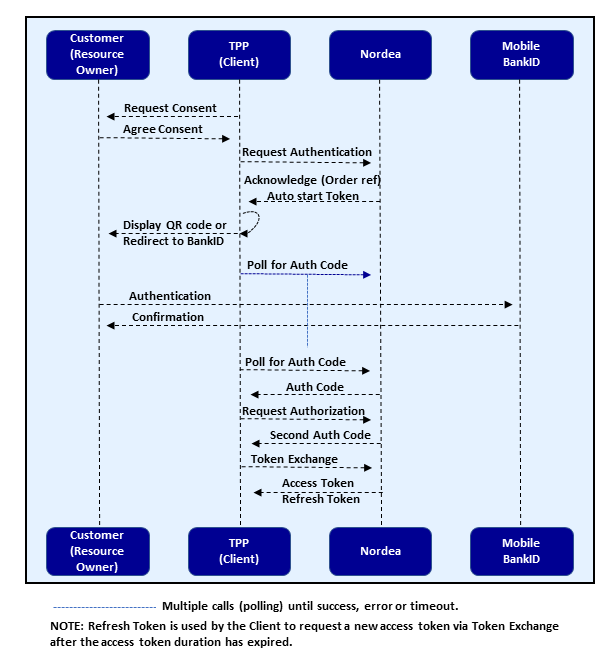 Customer
(Resource
Owner)
TPP
(Client)
Nordea
Mobile
BankID
Request Consent
Agree Consent
Request Authentication
Acknowledge (Order ref)
Auto start Token
Display QR code or
Redirect to BankID
Poll for Auth Code
Authentication
Confirmation
Poll for Auth Code
Auth Code
Request Authorization
Second Auth Code
Token Exchange
Access Token
Refresh Token
Customer
(Resource
Owner)
TPP
(Client)
Nordea
Mobile
BankID
Multiple calls (polling) until success, error or timeout.
NOTE: Refresh Token is used by the Client to request a new access token via Token Exchange
after the access token duration has expired.